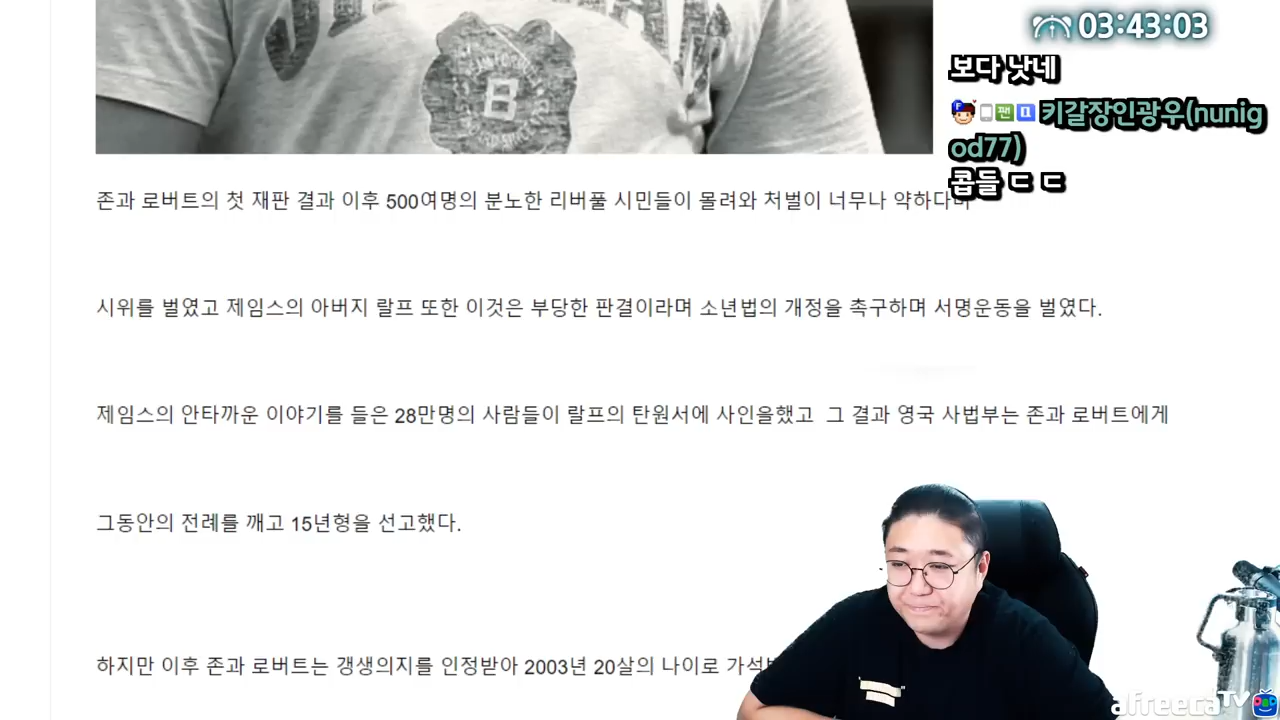 03:43:03
보다 낫네
키갈장인광우(nunig
od77)
콥들 ㄷ ㄷ
B
존과 로버트의 첫 재판 결과 이후 500여명의 분노한 리버풀 시민들이 몰려와 처벌이 너무나 약하다며
시위를 벌였고 제임스의 아버지 랄프 또한 이것은 부당한 판결이라며 소년법의 개정을 촉구하며 서명운동을 벌였다.
제임스의 안타까운 이야기를 들은 28만명의 사람들이 랄프의 탄원서에 사인을했고 그 결과 영국 사법부는 존과 로버트에게
그동안의 전례를 깨고 15년형을 선고했다.
하지만 이후 존과 로버트는 갱생의지를 인정받아 2003년 20살의 나이로
afreecaTV